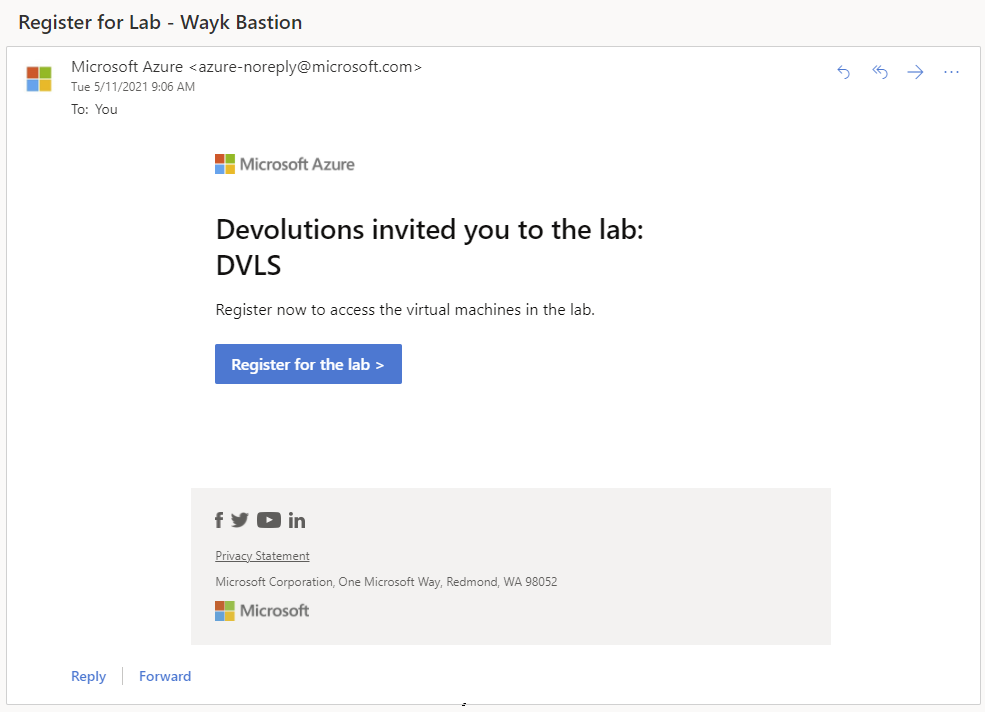 Register for Lab - Wayk Bastion
Microsoft Azure <azure-noreply@microsoft.com>
Tue 5/11/2021 9:06 AM
To: You
Microsoft Azure
Devolutions invited you to the lab:
DVLS
Register now to access the virtual machines in the lab.
Register for the lab >
Privacy Statement
Microsoft Corporation, One Microsoft Way, Redmond, WA 98052
Microsoft
Reply
Forward